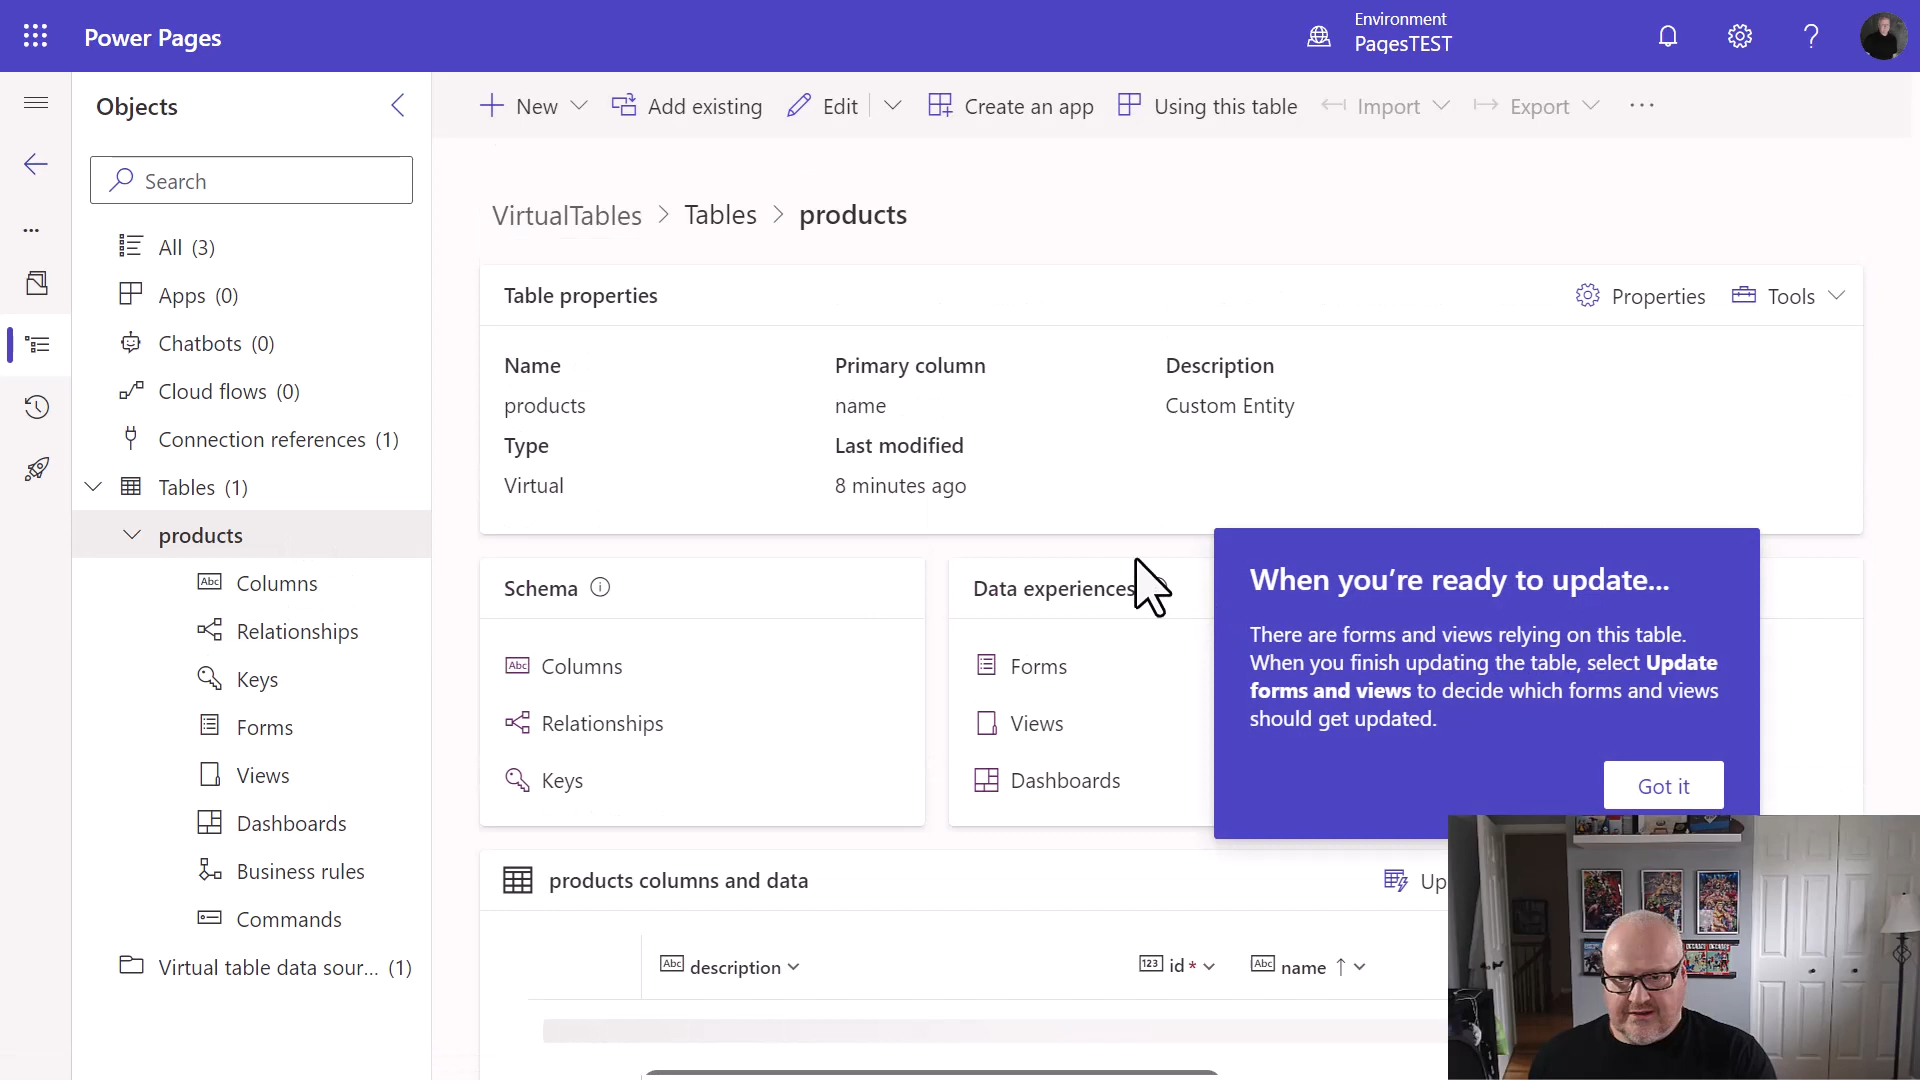 Power Pages
Environment
PagesTEST
Objects
Search
All (3)
Apps (0)
Chatbots (0)
Cloud flows (0)
Connection references (1)
Tables (1)
products
Abc Columns
Relationships
Keys
Forms
Views
Dashboards
Business rules
Commands
Virtual table data sour... (1)
New
Add existing
Edit
Create an app
Using this table
Import
Export
VirtualTables > Tables > products
Table properties
Properties
Tools
Name
products
Type
Virtual
Primary column
name
Last modified
8 minutes ago
Description
Custom Entity
Schema
Abc Columns
Relationships
Keys
Data experiences
Forms
Views
Dashboards
When you’re ready to update...
There are forms and views relying on this table.
When you finish updating the table, select Update
forms and views to decide which forms and views
should get updated.
Got it
products columns and data
Up
Abc description
123 id *
Abc name ↑